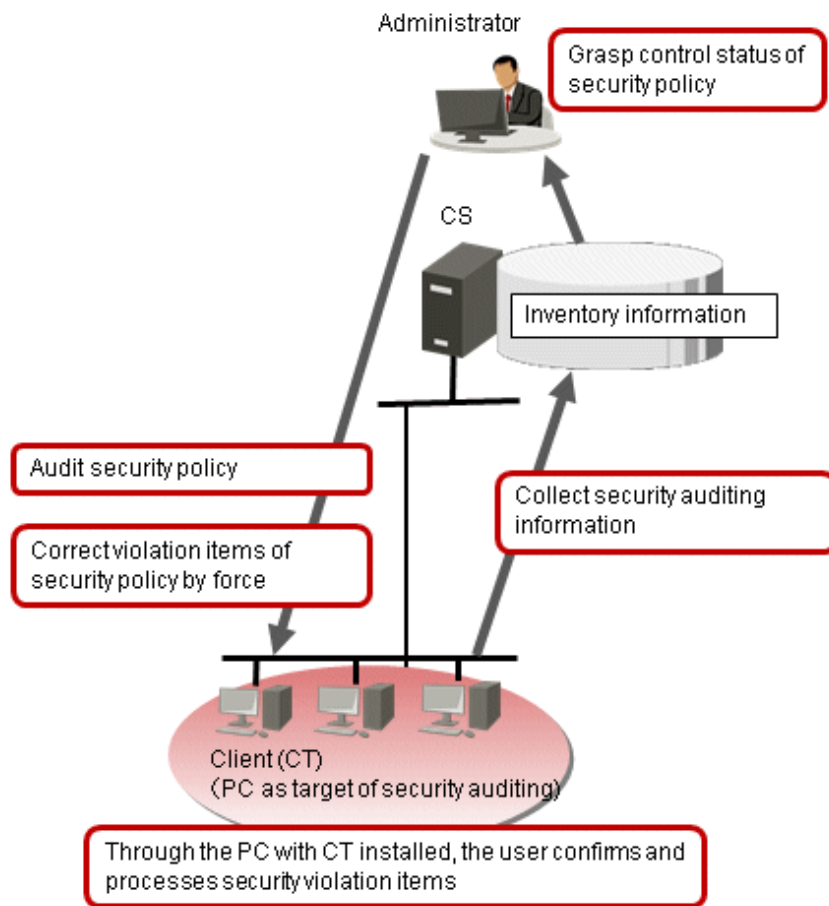 Administrator
Grasp control status of
security policy
CS
Inventory information
Audit security policy
Collect security auditing
information
Correct violation items of
security policy by force
Client (CT)
(PC as target of security auditing)
Through the PC with CT installed, the user confirms and
processes security violation items